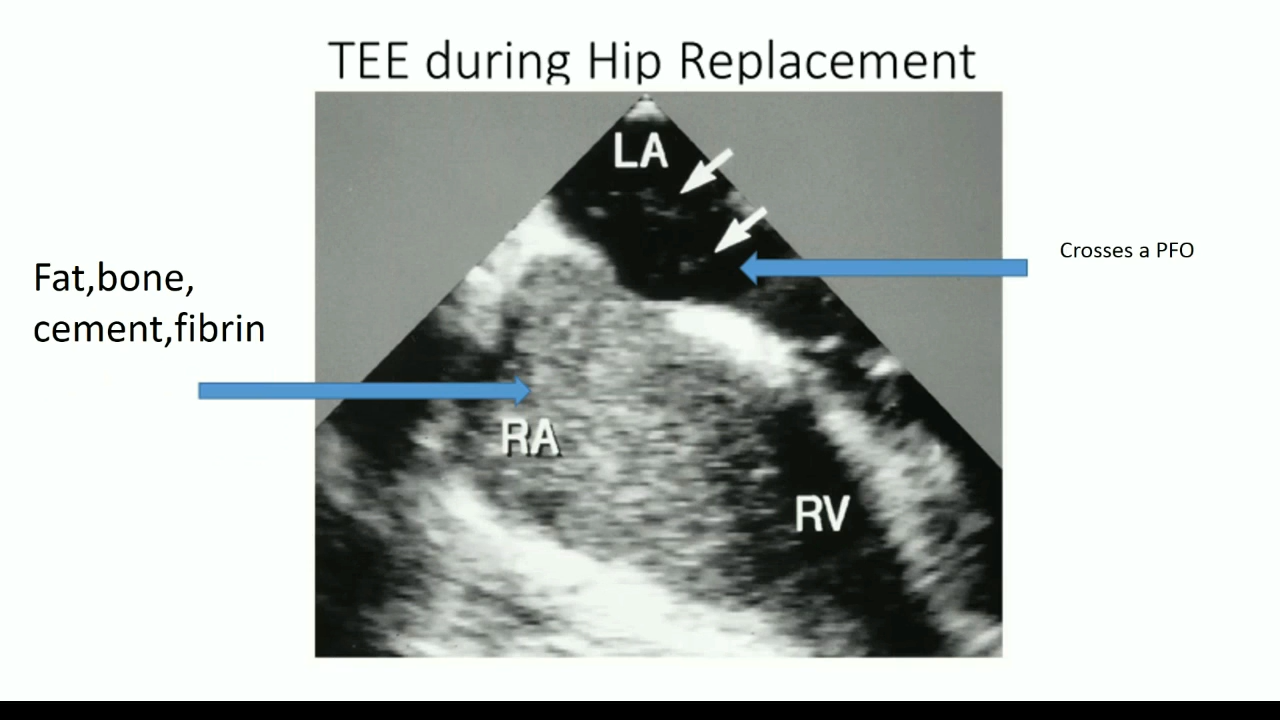 TEE during Hip Replacement
LA
Crosses a PFO
Fat,bone,
cement,fibrin
RA
RV